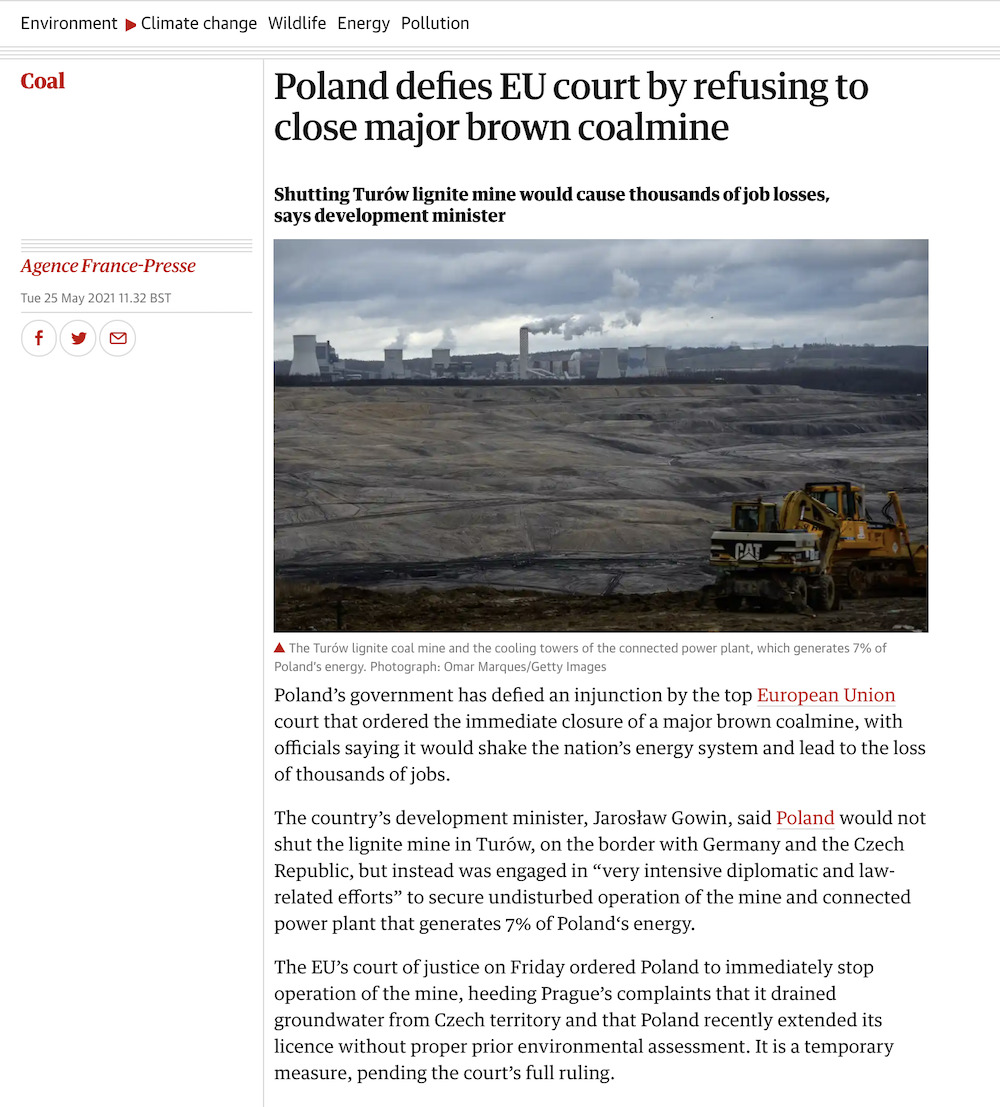 Environment Climate change Wildlife Energy Pollution
Coal
Poland defies EU court by refusing to
close major brown coalmine
Shutting Turów lignite mine would cause thousands of job losses,
says development minister
Agence France-Presse
Tue 25 May 2021 11.32 BST
CAT
The Turów lignite coal mine and the cooling towers of the connected power plant, which generates 7% of
Poland's energy. Photograph: Omar Marques/Getty Images
Poland’s government has defied an injunction by the top European Union
court that ordered the immediate closure of a major brown coalmine, with
officials saying it would shake the nation’s energy system and lead to the loss
of thousands of jobs.
The country’s development minister, Jarosław Gowin, said Poland would not
shut the lignite mine in Turów, on the border with Germany and the Czech
Republic, but instead was engaged in “very intensive diplomatic and law-
related efforts” to secure undisturbed operation of the mine and connected
power plant that generates 7% of Poland‘s energy.
The EU’s court of justice on Friday ordered Poland to immediately stop
operation of the mine, heeding Prague’s complaints that it drained
groundwater from Czech territory and that Poland recently extended its
licence without proper prior environmental assessment. It is a temporary
measure, pending the court’s full ruling.